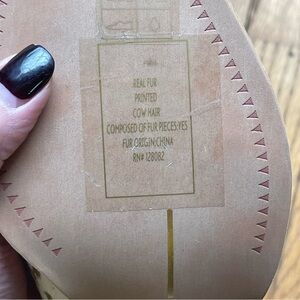 REAL FUR
PRINTED
COW HAIR
COMPOSED OF FUR PIECES:YES
FUR ORIGIN:CHINA
RN# 128082